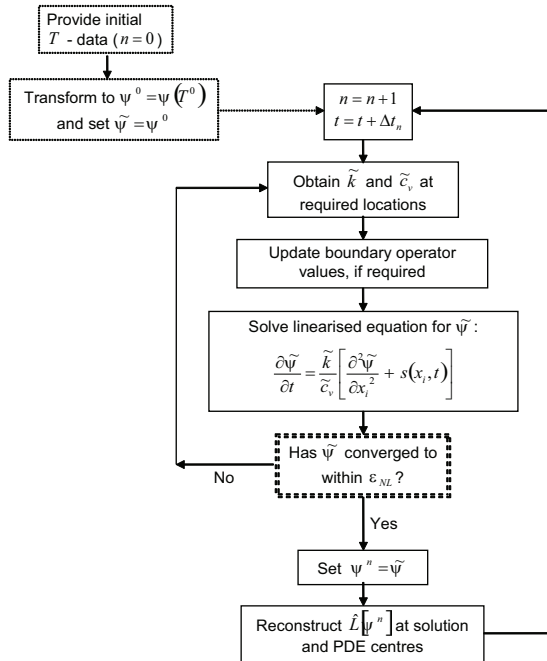 Provide initial
T - data (n = 0)
Transform to ψ⁰ = ψ(T⁰)
and set ψ̃ = ψ⁰
n = n + 1
t = t + Δtₙ
Obtain k̃ and c̃ᵥ at
required locations
Update boundary operator
values, if required
Solve linearised equation for ψ̃ :
∂ψ̃/∂t = k̃/c̃ᵥ [∂²ψ̃/∂xᵢ² + s(xᵢ, t)]
Has ψ̃ converged to
within ε_NL ?
No
Yes
Set ψⁿ = ψ̃
Reconstruct L̂[ψⁿ] at solution
and PDE centres